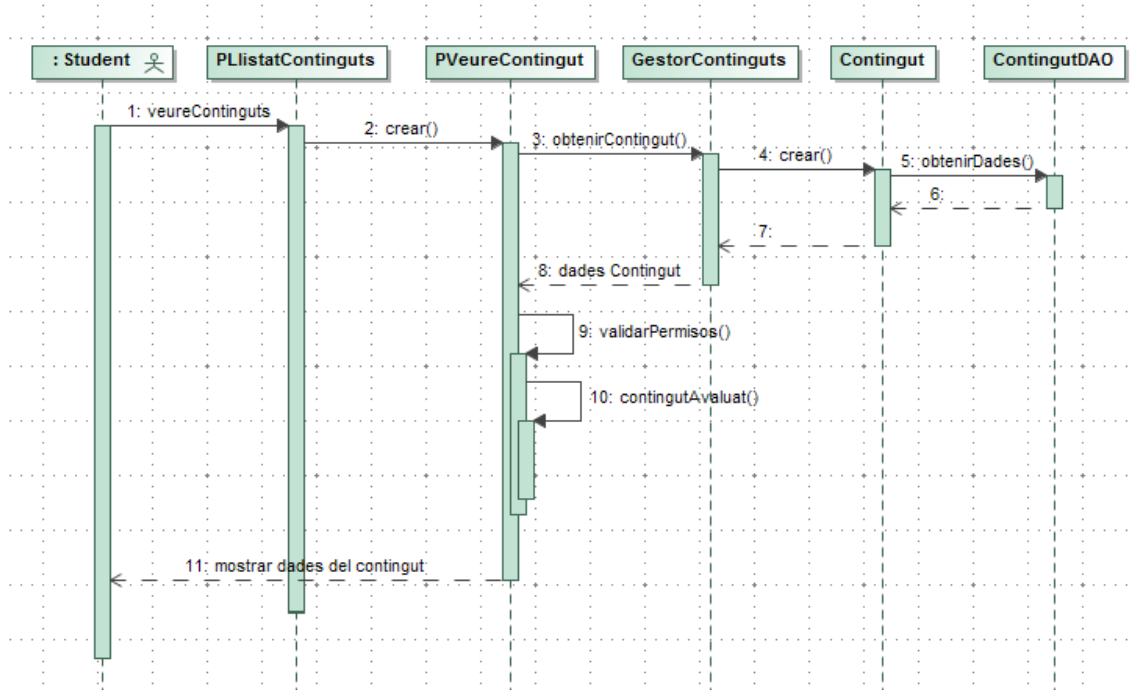 : Student
PLlistatContinguts
PVeureContingut
GestorContinguts
Contingut
ContingutDAO
1: veureContinguts
2: crear()
3: obtenirContingut()
4: crear()
5: obtenirDades()
6:
7:
8: dades Contingut
9: validarPermisos()
10: contingutAvaluat()
11: mostrar dades del contingut